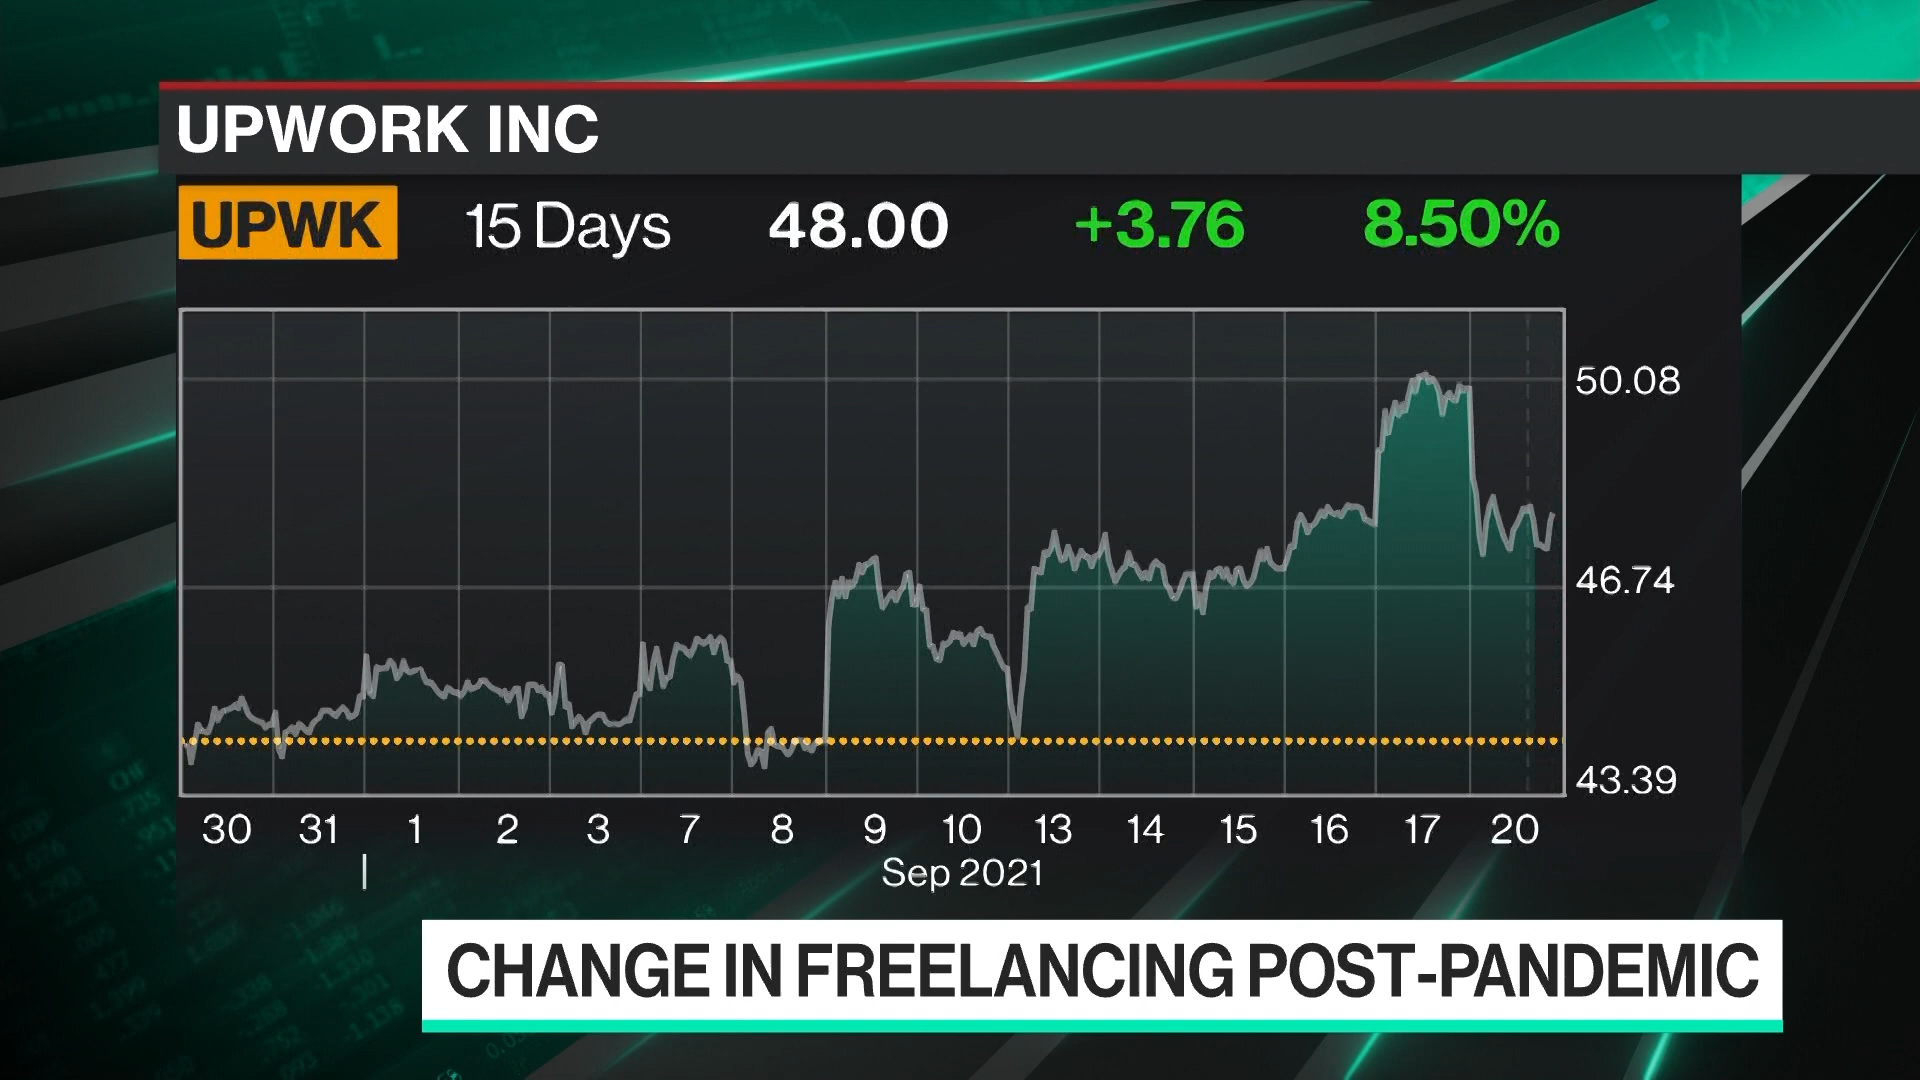 UPWORK INC
UPWK 15 Days 48.00 +3.76 8.50%
50.08
46.74
43.39
30 31 1 2 3 7 8 9 10 13 14 15 16 17 20
Sep 2021
CHANGE IN FREELANCING POST-PANDEMIC